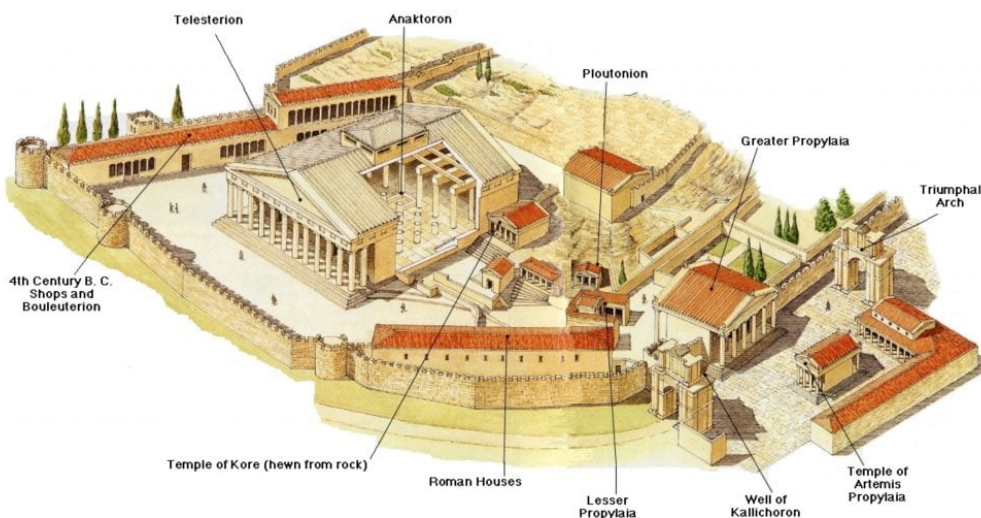 Telesterion
Anaktoron
Ploutonion
Greater Propylaia
Triumphal
Arch
4th Century B. C.
Shops and
Bouleuterion
Temple of Kore (hewn from rock)
Roman Houses
Lesser
Propylaia
Well of
Kallichoron
Temple of
Artemis
Propylaia